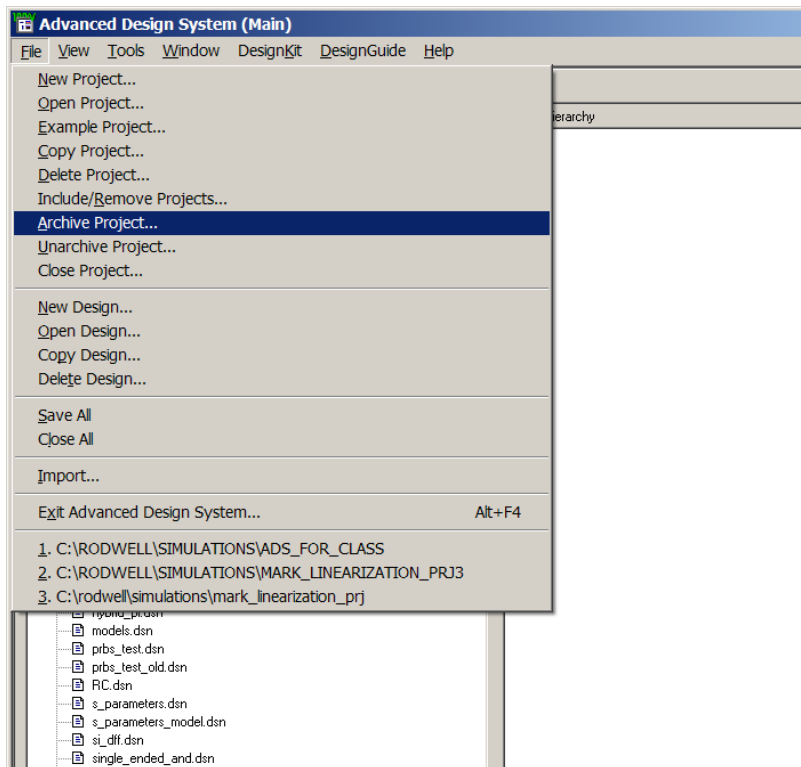 Advanced Design System (Main)
File View Tools Window DesignKit DesignGuide Help
New Project...
Open Project...
ierarchy
Example Project...
Copy Project...
Delete Project...
Include/Remove Projects...
Archive Project...
Unarchive Project...
Close Project...
New Design...
Open Design...
Copy Design...
Delete Design...
Save All
Close All
Import...
Exit Advanced Design System... Alt+F4
1. C:\RODWELL\SIMULATIONS\ADS_FOR_CLASS
2. C:\RODWELL\SIMULATIONS\MARK_LINEARIZATION_PRJ3
3. C:\rodwell\simulations\mark_linearization_prj
hybrid_pi.dsn
models.dsn
prbs_test.dsn
prbs_test_old.dsn
RC.dsn
s_parameters.dsn
s_parameters_model.dsn
si_dff.dsn
single_ended_and.dsn